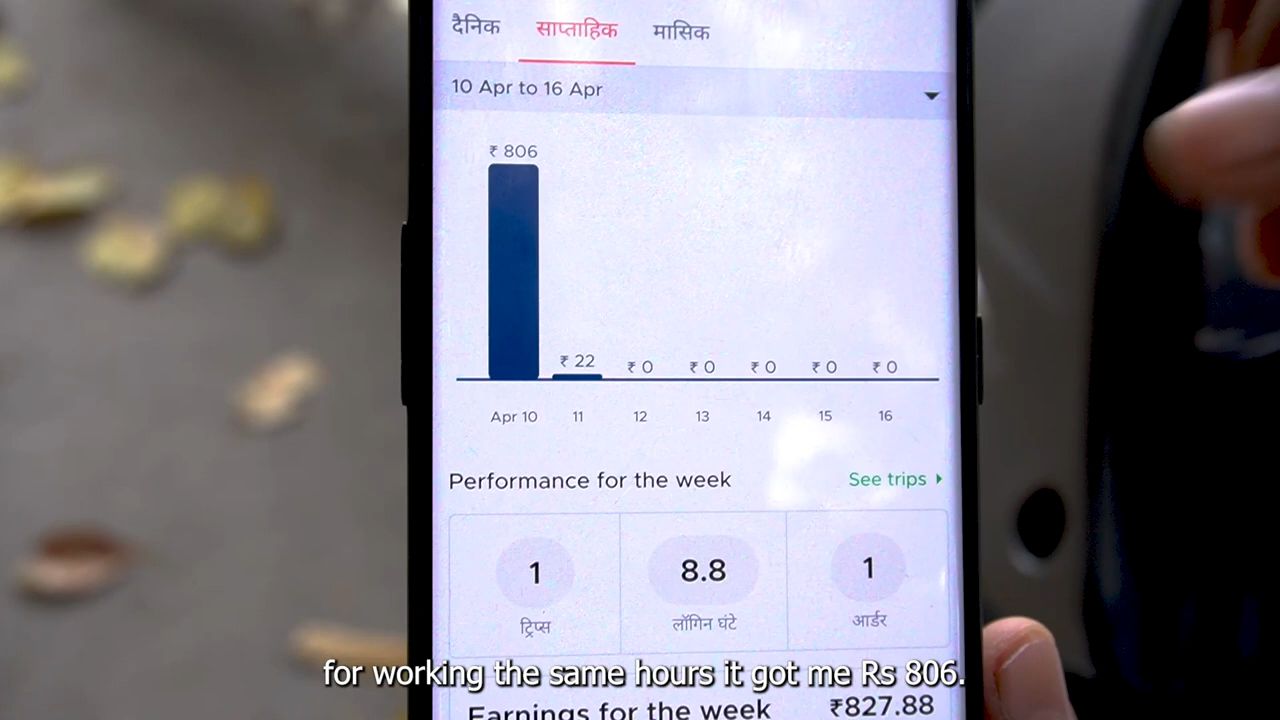 दैनिक साप्ताहिक मासिक
10 Apr to 16 Apr
₹ 806
₹ 22 ₹ 0 ₹ 0 ₹ 0 ₹ 0 ₹ 0
Apr 10 11 12 13 14 15 16
Performance for the week See trips
1 8.8 1
ट्रिप्स लॉगिन घंटे आर्डर
for working the same hours it got me Rs 806.
Earnings for the week ₹827.88